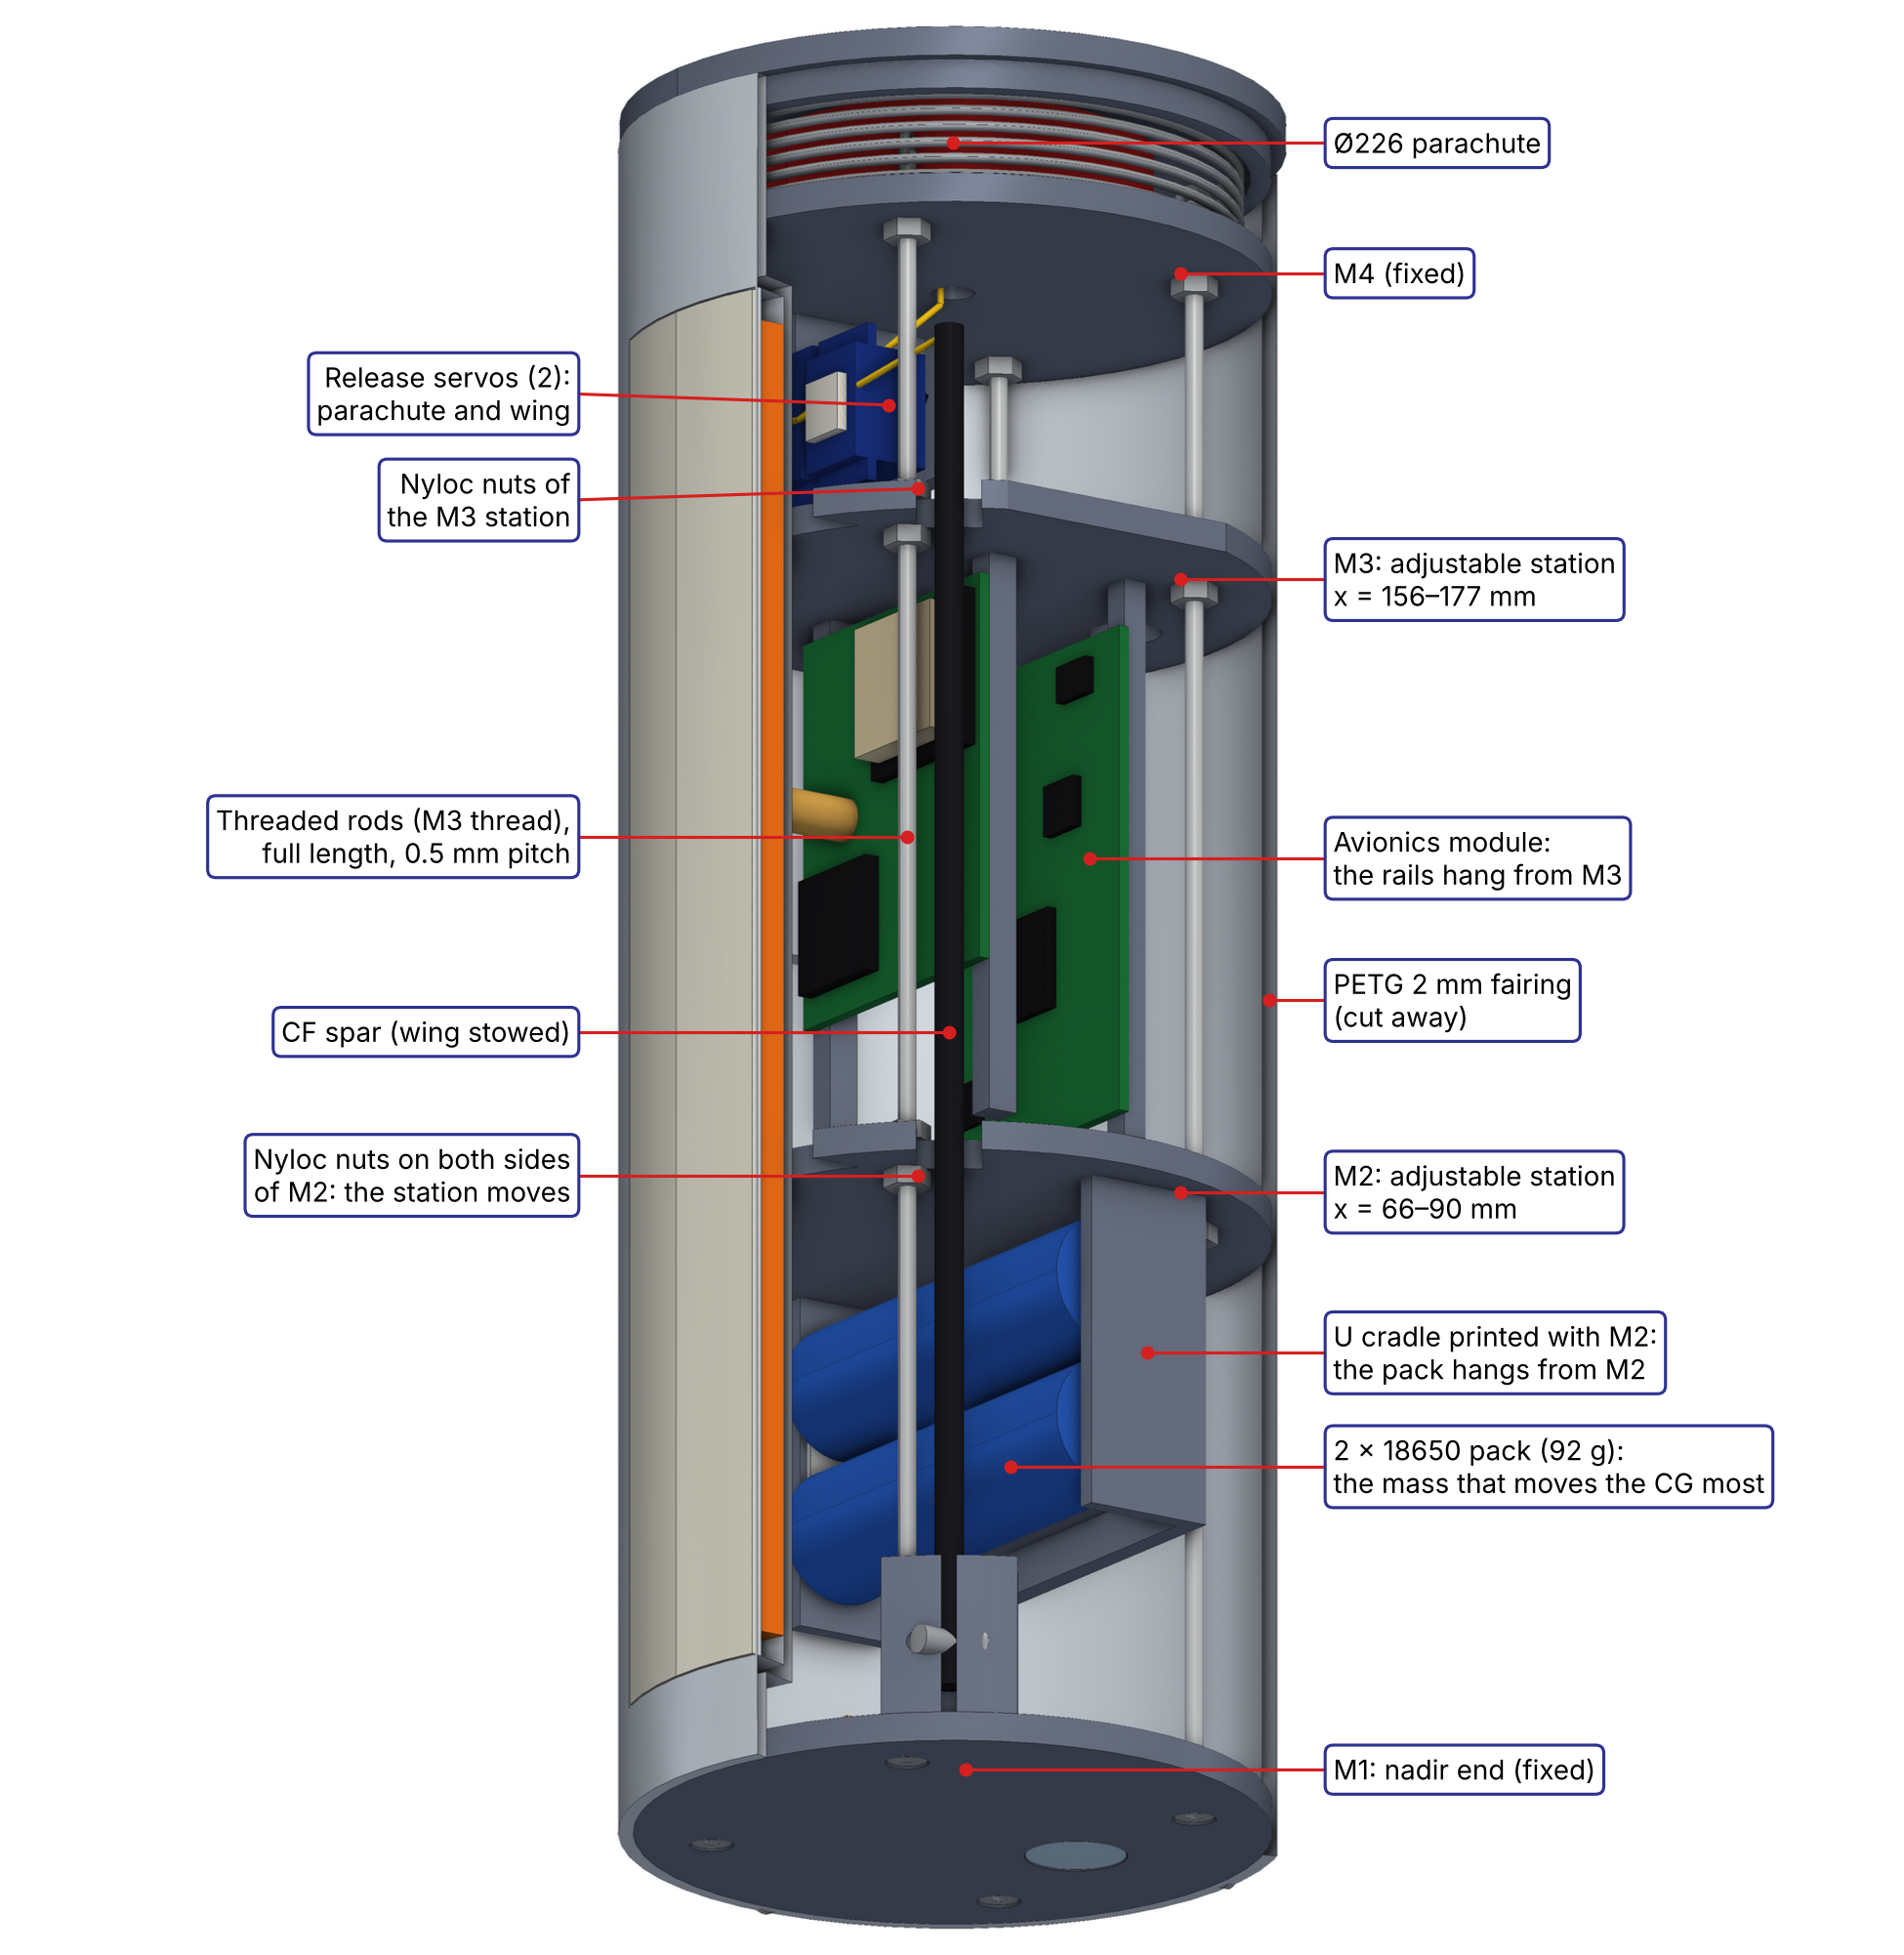 Ø226 parachute
M4 (fixed)
Release servos (2):
parachute and wing
Nyloc nuts of
the M3 station
M3: adjustable station
x = 156–177 mm
Threaded rods (M3 thread),
full length, 0.5 mm pitch
Avionics module:
the rails hang from M3
PETG 2 mm fairing
(cut away)
CF spar (wing stowed)
Nyloc nuts on both sides
of M2: the station moves
M2: adjustable station
x = 66–90 mm
U cradle printed with M2:
the pack hangs from M2
2 × 18650 pack (92 g):
the mass that moves the CG most
M1: nadir end (fixed)